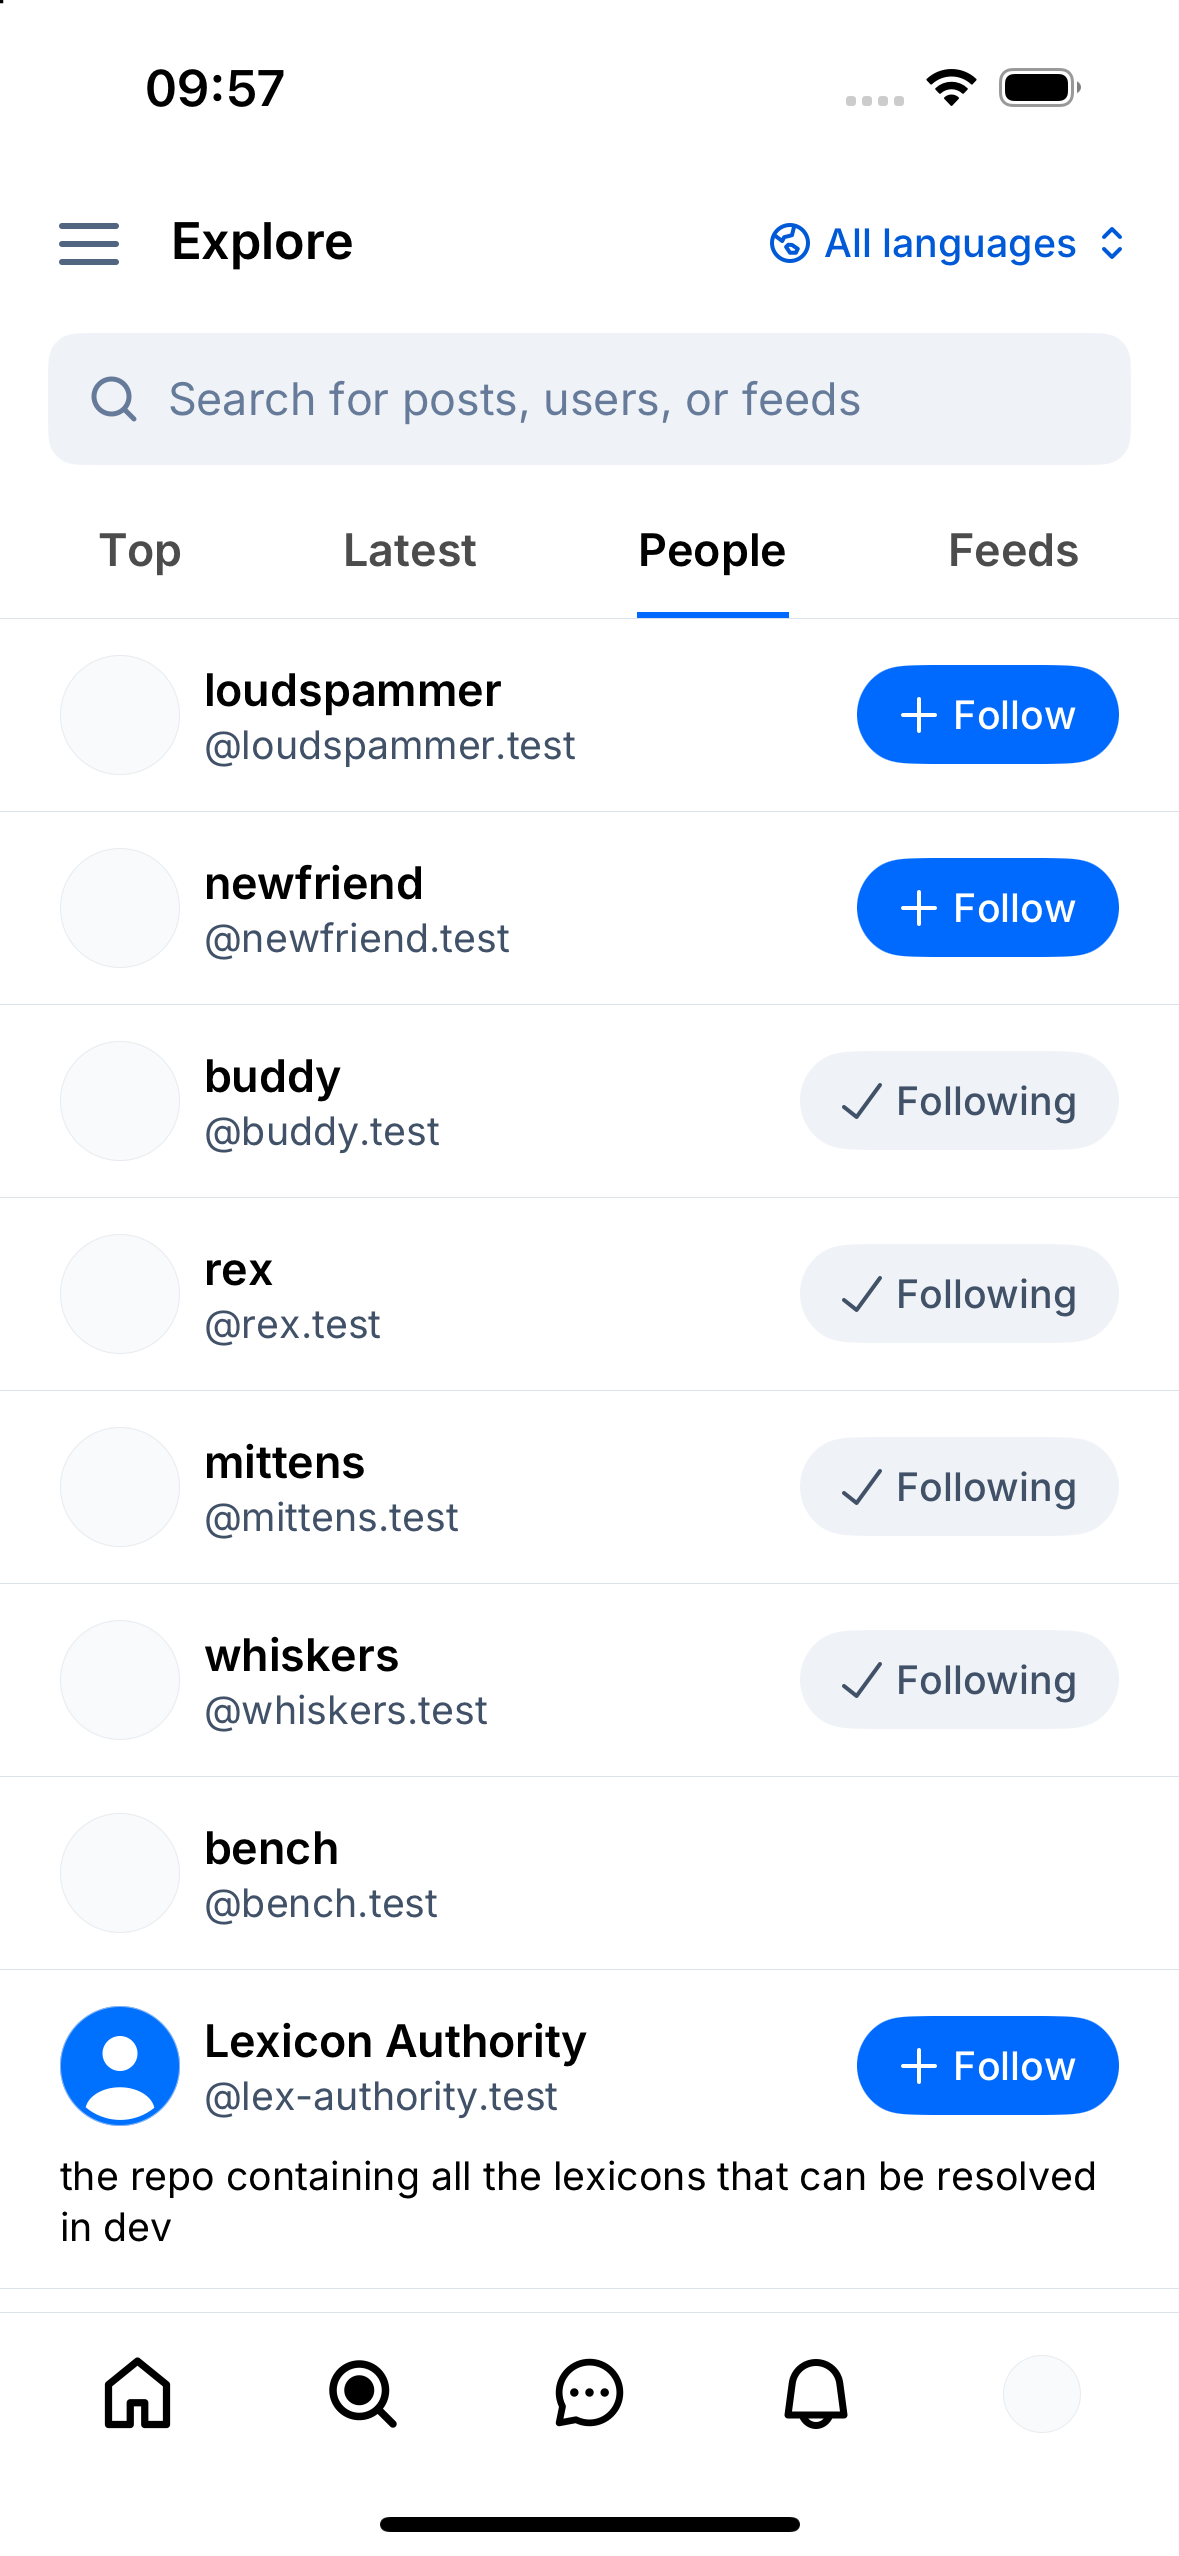 09:57
Explore
All languages
Search for posts, users, or feeds
Top Latest People Feeds
loudspammer
@loudspammer.test
Follow
newfriend
@newfriend.test
Follow
buddy
@buddy.test
Following
rex
@rex.test
Following
mittens
@mittens.test
Following
whiskers
@whiskers.test
Following
bench
@bench.test
Lexicon Authority
@lex-authority.test
Follow
the repo containing all the lexicons that can be resolved
in dev